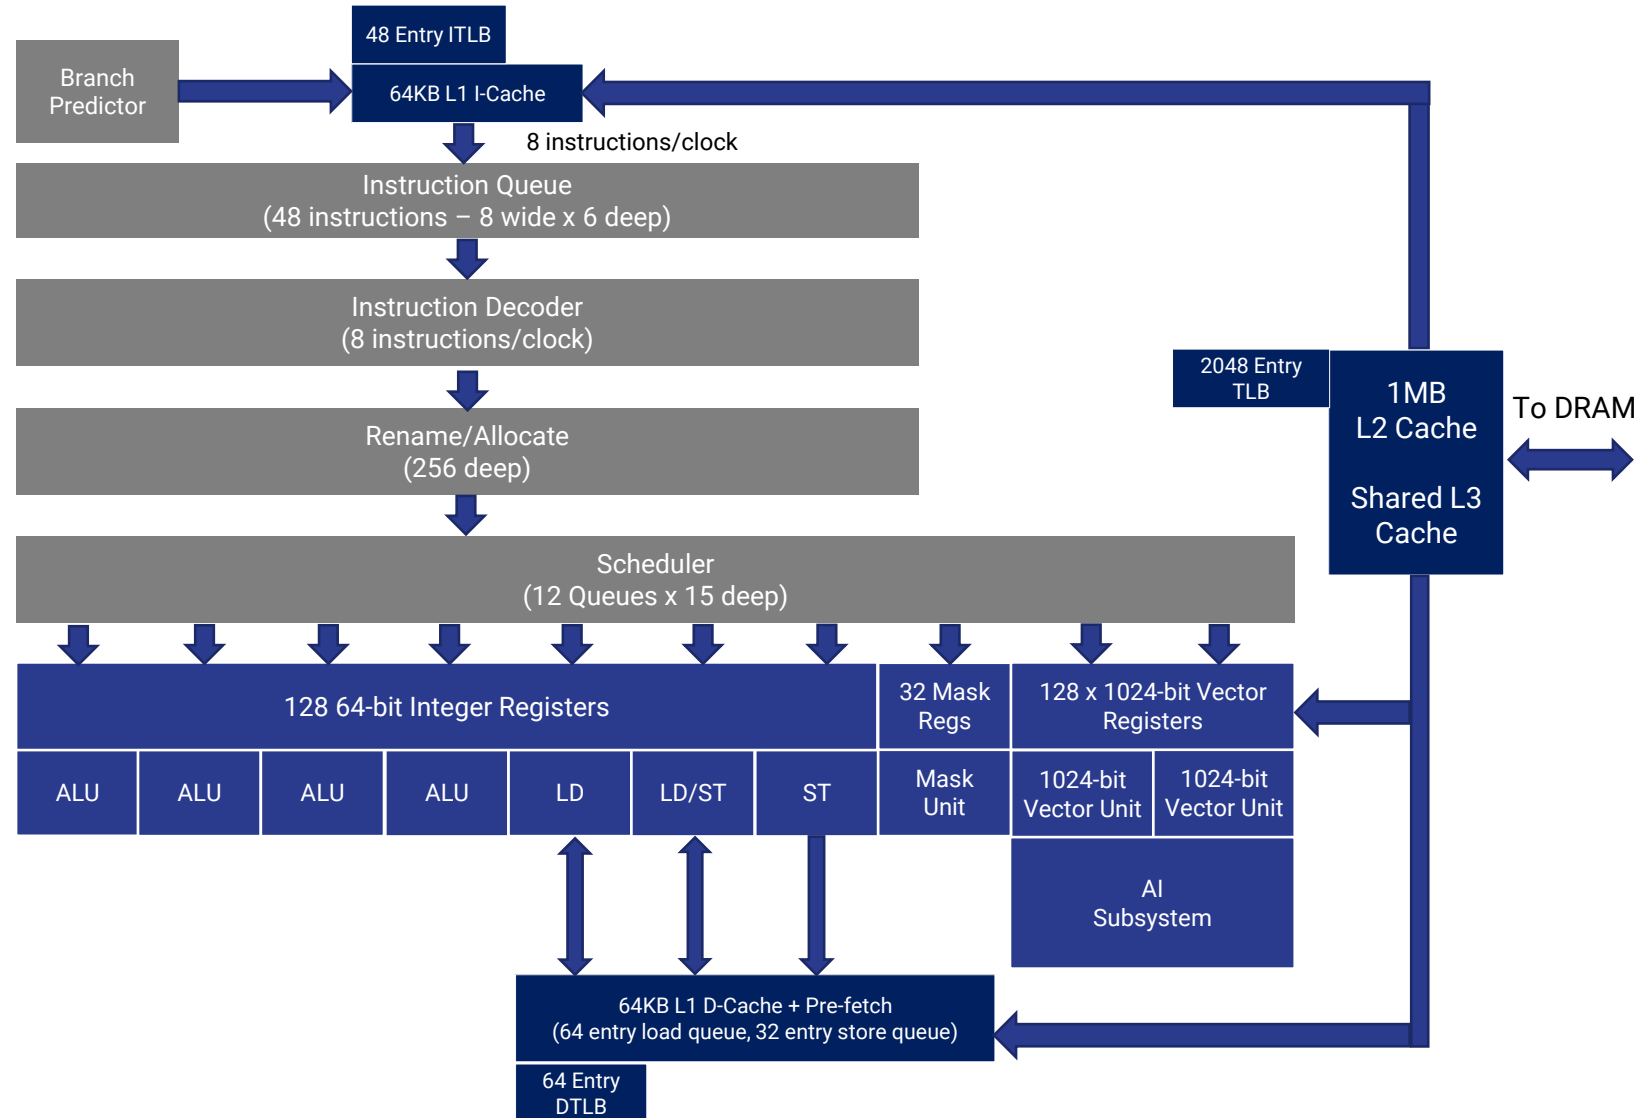 48 Entry ITLB
Branch
Predictor
64KB L1 I-Cache
8 instructions/clock
Instruction Queue
(48 instructions – 8 wide x 6 deep)
Instruction Decoder
(8 instructions/clock)
2048 Entry
TLB
1MB
L2 Cache
Shared L3
Cache
To DRAM
Rename/Allocate
(256 deep)
Scheduler
(12 Queues x 15 deep)
128 64-bit Integer Registers
32 Mask
Regs
128 x 1024-bit Vector
Registers
ALU
ALU
ALU
ALU
LD
LD/ST
ST
Mask
Unit
1024-bit
Vector Unit
1024-bit
Vector Unit
AI
Subsystem
64KB L1 D-Cache + Pre-fetch
(64 entry load queue, 32 entry store queue)
64 Entry
DTLB